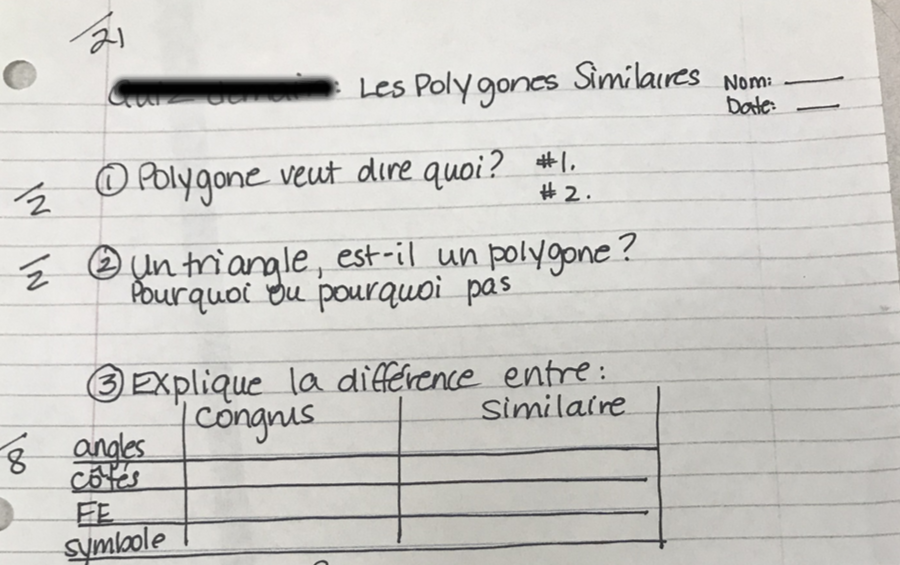 /21
: Les Polygones Similaires Nom: ___
Date: ___
① Polygone veut dire quoi? #1.
#2.
/2
② Un triangle, est-il un polygone?
/2
Pourquoi ou pourquoi pas
③ Explique la différence entre:
congrus similaire
/8
angles
côtés
FE
symbole